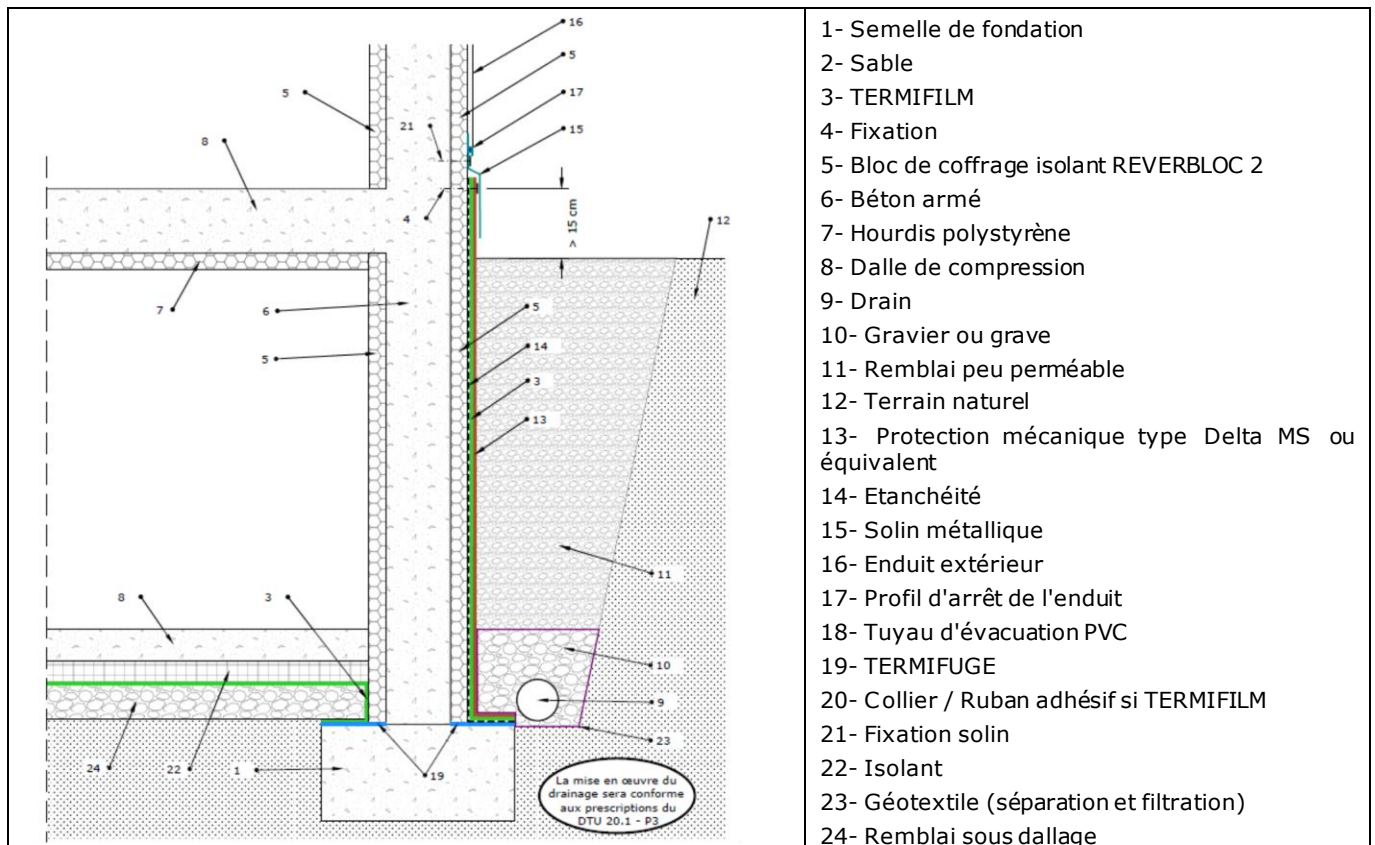 16
5
17
15
5
21
8
4
> 15 cm
12
7
6
5
5
14
3
13
11
8
3
10
9
23
24
22
1
19
La mise en œuvre du
drainage sera conforme
aux prescriptions du
DTU 20.1 - P3
1- Semelle de fondation
2- Sable
3- TERMIFILM
4- Fixation
5- Bloc de coffrage isolant REVERBLOC 2
6- Béton armé
7- Hourdis polystyrène
8- Dalle de compression
9- Drain
10- Gravier ou grave
11- Remblai peu perméable
12- Terrain naturel
13- Protection mécanique type Delta MS ou
équivalent
14- Etanchéité
15- Solin métallique
16- Enduit extérieur
17- Profil d'arrêt de l'enduit
18- Tuyau d'évacuation PVC
19- TERMIFUGE
20- Collier / Ruban adhésif si TERMIFILM
21- Fixation solin
22- Isolant
23- Géotextile (séparation et filtration)
24- Remblai sous dallage